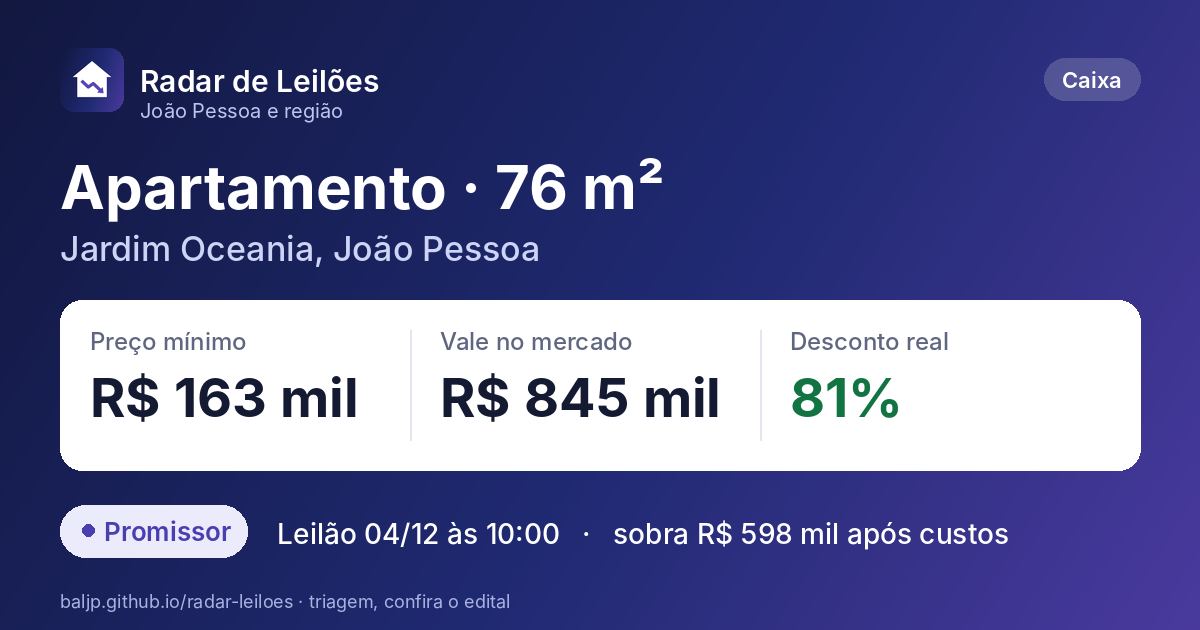 Radar de Leilões
João Pessoa e região
Caixa
Apartamento · 76 m²
Jardim Oceania, João Pessoa
Preço mínimo
R$ 163 mil
Vale no mercado
R$ 845 mil
Desconto real
81%
Promissor
Leilão 04/12 às 10:00 · sobra R$ 598 mil após custos
baljp.github.io/radar-leiloes · triagem, confira o edital